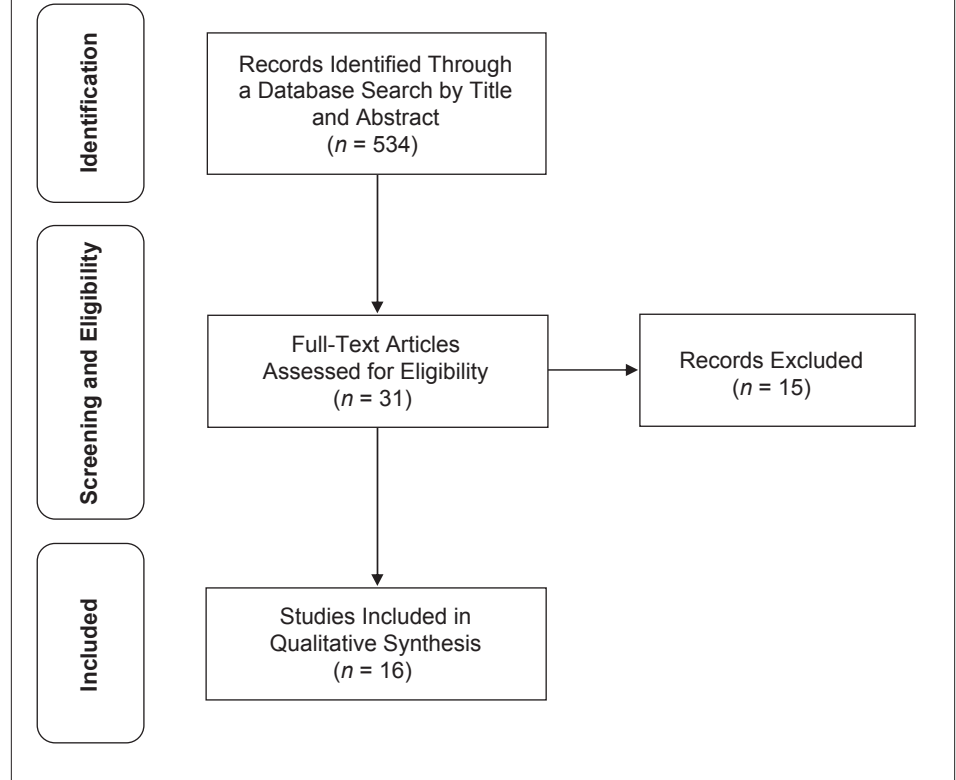 Identification
Records Identified Through
a Database Search by Title
and Abstract
(n = 534)
Screening and Eligibility
Full-Text Articles
Assessed for Eligibility
(n = 31)
Records Excluded
(n = 15)
Included
Studies Included in
Qualitative Synthesis
(n = 16)